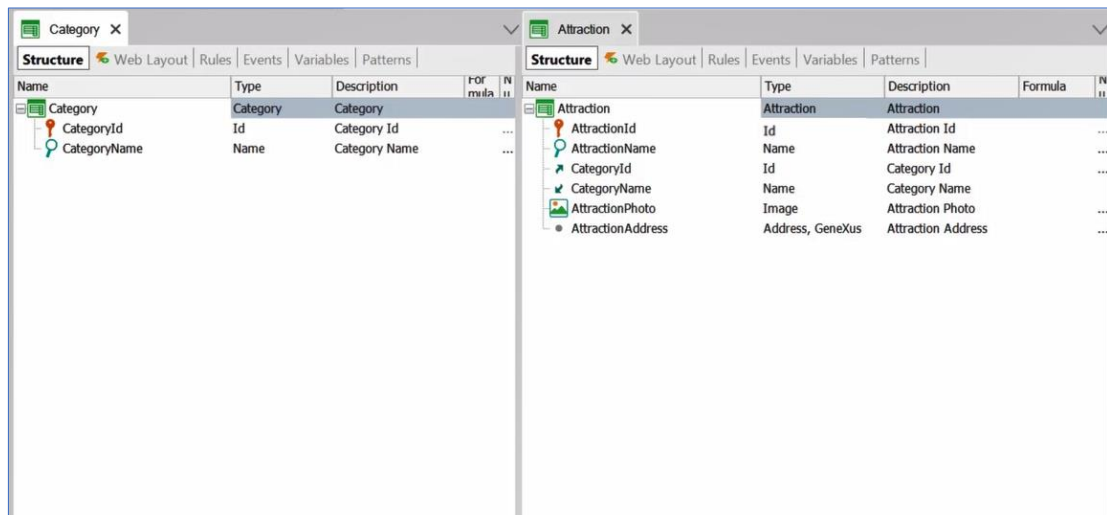 Category X
Structure Web Layout Rules Events Variables Patterns
Name Type Description For mula N u
Category Category Category
CategoryId Id Category Id ...
CategoryName Name Category Name ...
Attraction X
Structure Web Layout Rules Events Variables Patterns
Name Type Description Formula N u
Attraction Attraction Attraction
AttractionId Id Attraction Id ...
AttractionName Name Attraction Name ...
CategoryId Id Category Id ...
CategoryName Name Category Name
AttractionPhoto Image Attraction Photo ...
AttractionAddress Address, GeneXus Attraction Address ...